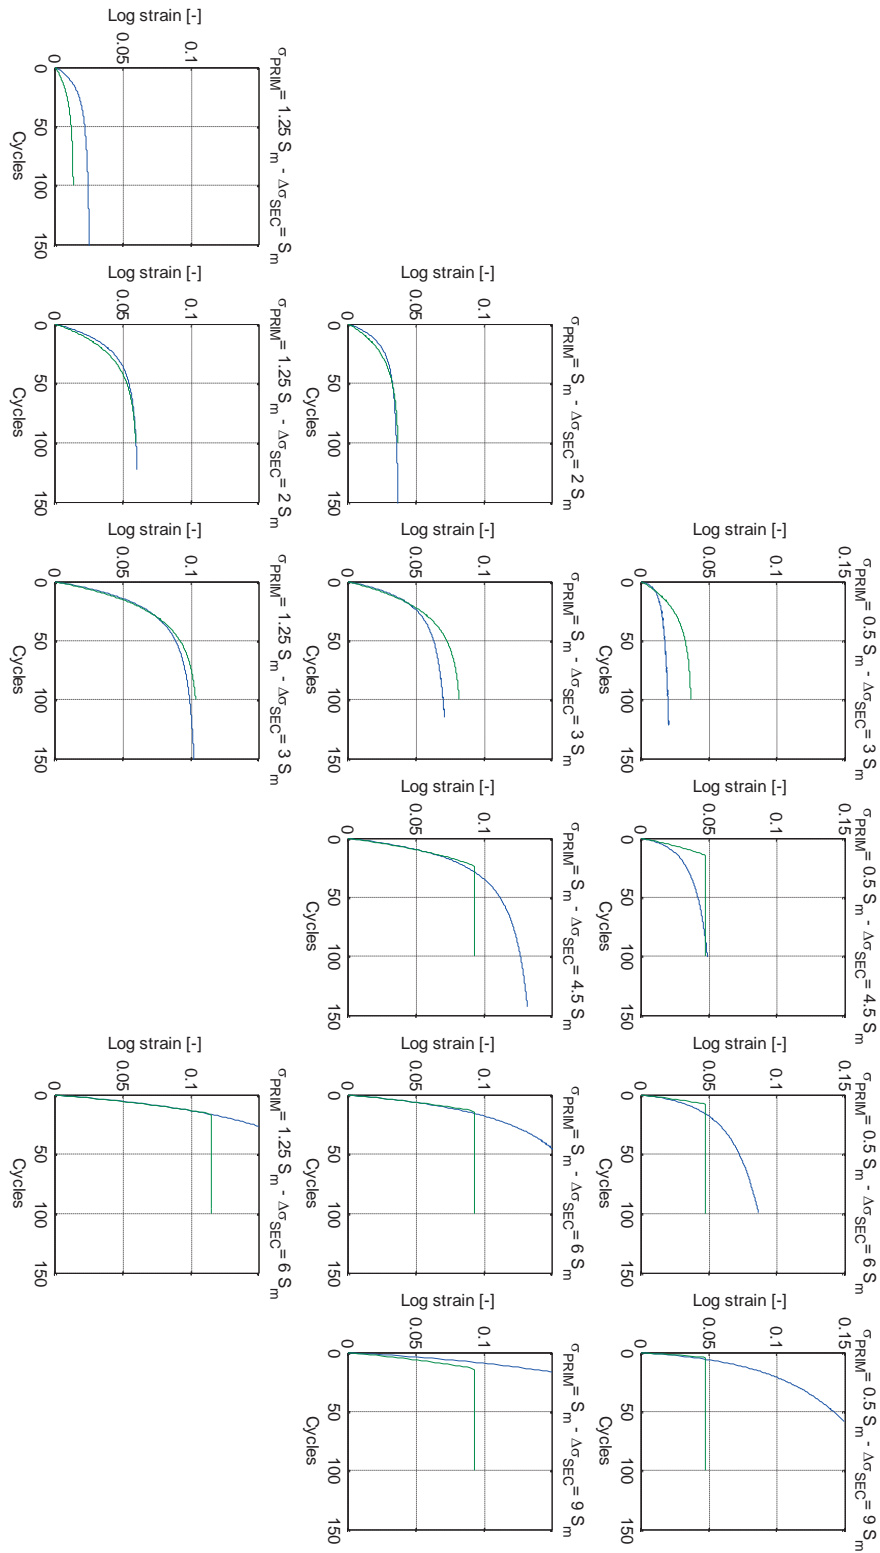 σPRIM= 0.5 Sm - ΔσSEC= 3 Sm
0.15
0.1
0.05
0
Log strain [-]
0 50 100 150
Cycles
σPRIM= 0.5 Sm - ΔσSEC= 4.5 Sm
0.15
0.1
0.05
0
Log strain [-]
0 50 100 150
Cycles
σPRIM= 0.5 Sm - ΔσSEC= 6 Sm
0.15
0.1
0.05
0
Log strain [-]
0 50 100 150
Cycles
σPRIM= 0.5 Sm - ΔσSEC= 9 Sm
0.15
0.1
0.05
0
Log strain [-]
0 50 100 150
Cycles
σPRIM= Sm - ΔσSEC= 2 Sm
0.1
0.05
0
Log strain [-]
0 50 100 150
Cycles
σPRIM= Sm - ΔσSEC= 3 Sm
0.1
0.05
0
Log strain [-]
0 50 100 150
Cycles
σPRIM= Sm - ΔσSEC= 4.5 Sm
0.1
0.05
0
Log strain [-]
0 50 100 150
Cycles
σPRIM= Sm - ΔσSEC= 6 Sm
0.1
0.05
0
Log strain [-]
0 50 100 150
Cycles
σPRIM= Sm - ΔσSEC= 9 Sm
0.1
0.05
0
Log strain [-]
0 50 100 150
Cycles
σPRIM= 1.25 Sm - ΔσSEC= Sm
0.1
0.05
0
Log strain [-]
0 50 100 150
Cycles
σPRIM= 1.25 Sm - ΔσSEC= 2 Sm
0.1
0.05
0
Log strain [-]
0 50 100 150
Cycles
σPRIM= 1.25 Sm - ΔσSEC= 3 Sm
0.1
0.05
0
Log strain [-]
0 50 100 150
Cycles
σPRIM= 1.25 Sm - ΔσSEC= 6 Sm
0.1
0.05
0
Log strain [-]
0 50 100 150
Cycles